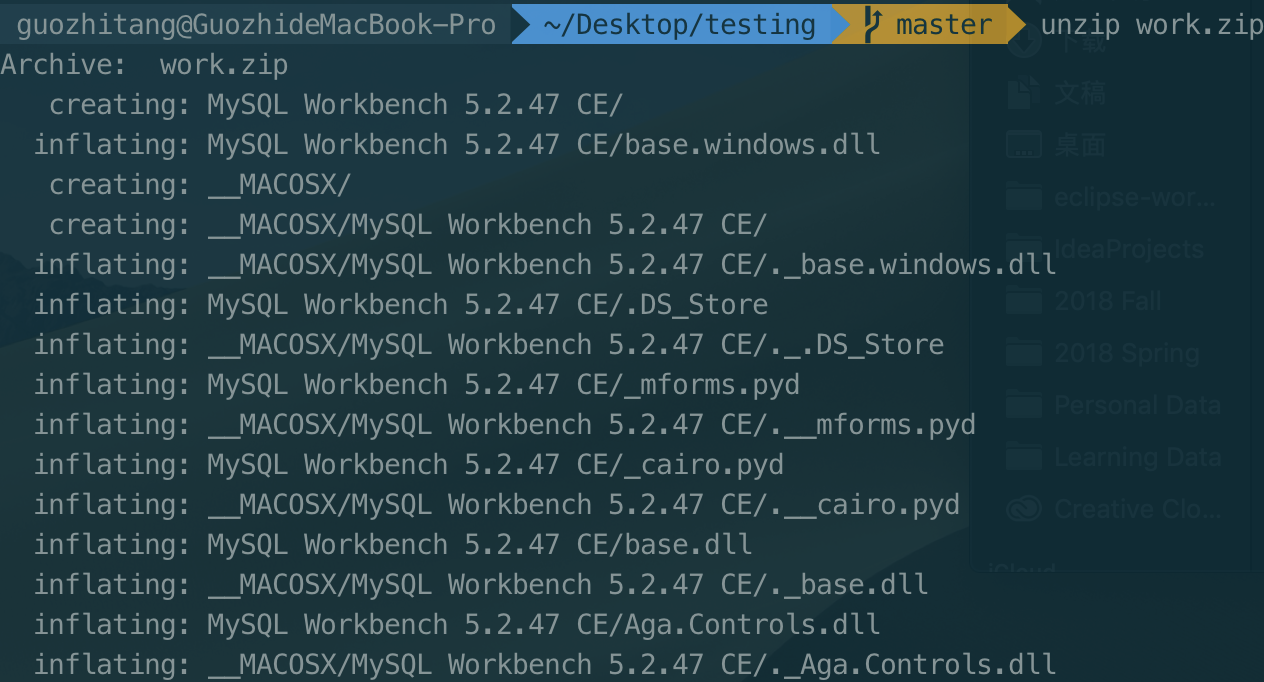 guozhitang@GuozhideMacBook-Pro ~/Desktop/testing master unzip work.zip
Archive:  work.zip
   creating: MySQL Workbench 5.2.47 CE/
  inflating: MySQL Workbench 5.2.47 CE/base.windows.dll
   creating: __MACOSX/
   creating: __MACOSX/MySQL Workbench 5.2.47 CE/
  inflating: __MACOSX/MySQL Workbench 5.2.47 CE/._base.windows.dll
  inflating: MySQL Workbench 5.2.47 CE/.DS_Store
  inflating: __MACOSX/MySQL Workbench 5.2.47 CE/._.DS_Store
  inflating: MySQL Workbench 5.2.47 CE/_mforms.pyd
  inflating: __MACOSX/MySQL Workbench 5.2.47 CE/.__mforms.pyd
  inflating: MySQL Workbench 5.2.47 CE/_cairo.pyd
  inflating: __MACOSX/MySQL Workbench 5.2.47 CE/.__cairo.pyd
  inflating: MySQL Workbench 5.2.47 CE/base.dll
  inflating: __MACOSX/MySQL Workbench 5.2.47 CE/._base.dll
  inflating: MySQL Workbench 5.2.47 CE/Aga.Controls.dll
  inflating: __MACOSX/MySQL Workbench 5.2.47 CE/._Aga.Controls.dll
下载
文稿
桌面
eclipse-wor...
IdeaProjects
2018 Fall
2018 Spring
Personal Data
Learning Data
Creative Clo...
iCloud